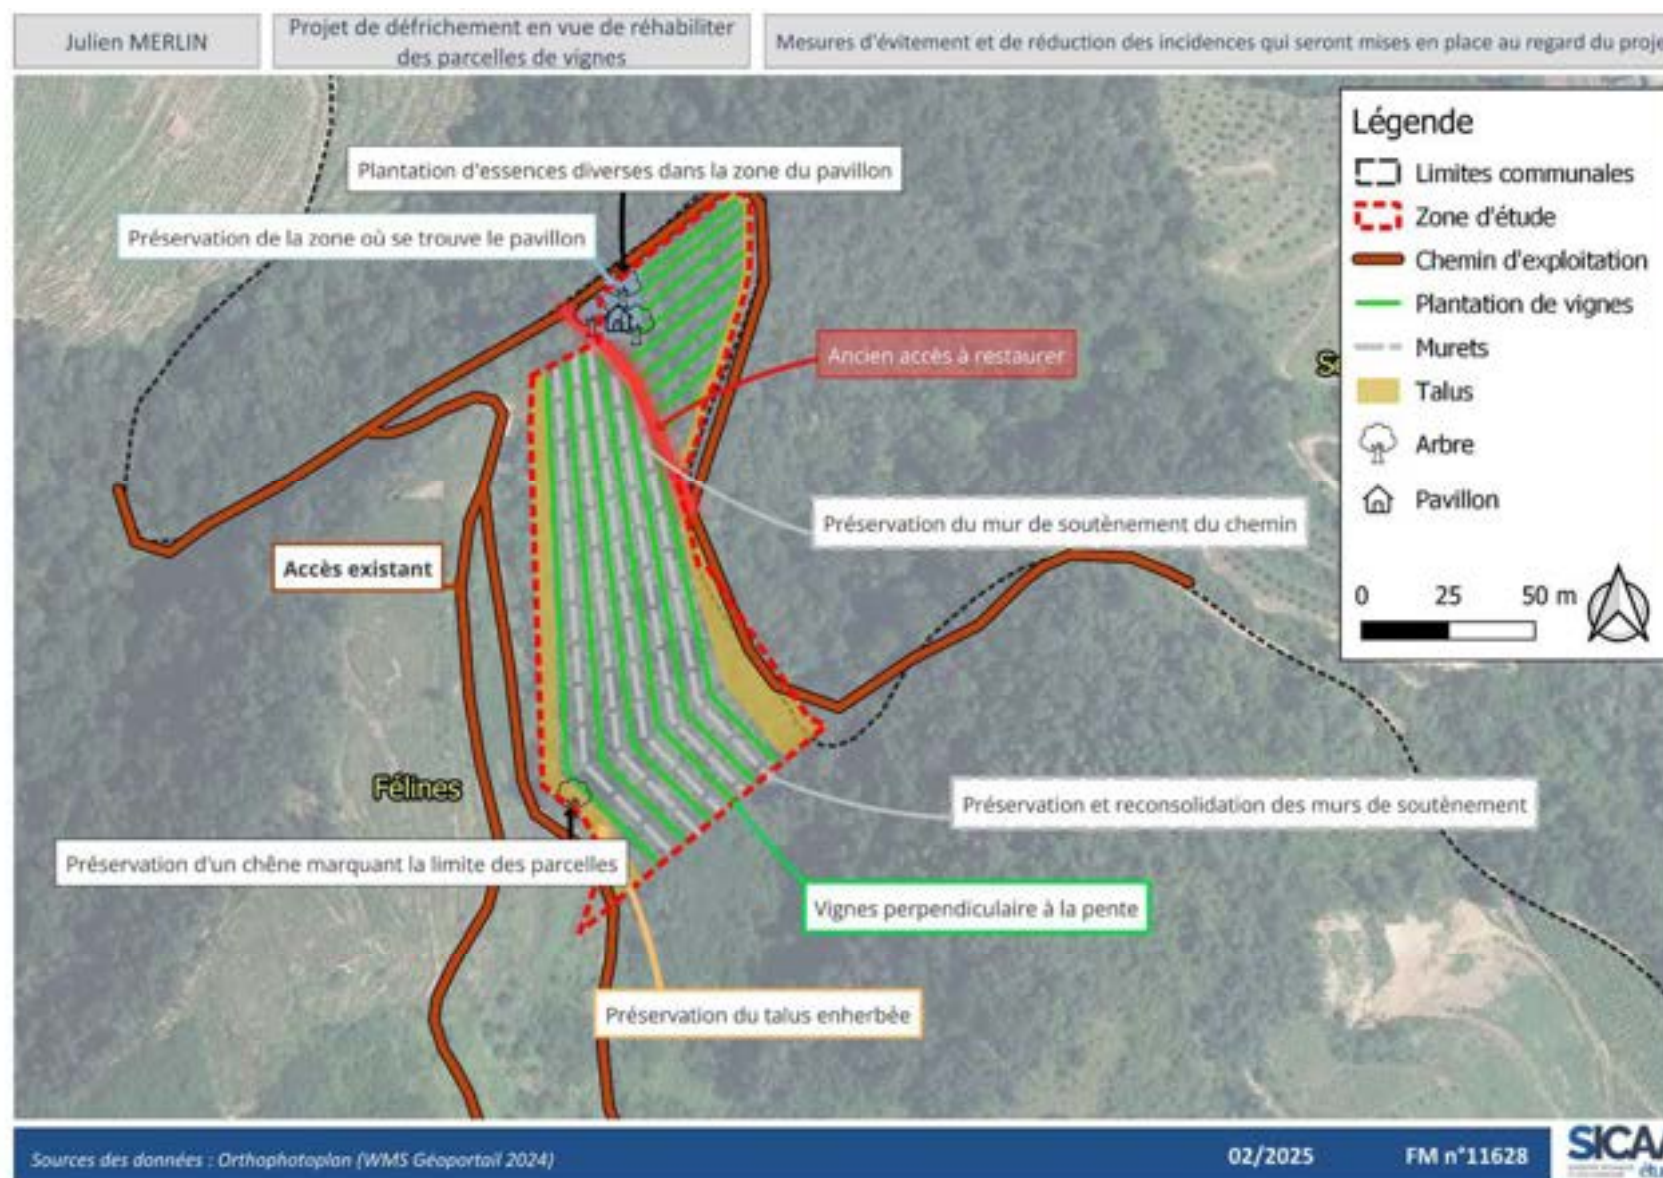 Julien MERLIN
Projet de défrichement en vue de réhabiliter
des parcelles de vignes
Mesures d'évitement et de réduction des incidences qui seront mises en place au regard du proje
Légende
Limites communales
Zone d'étude
Chemin d'exploitation
Plantation de vignes
Murets
Talus
Arbre
Pavillon
0 25 50 m
Plantation d'essences diverses dans la zone du pavillon
Préservation de la zone où se trouve le pavillon
Ancien accès à restaurer
Préservation du mur de soutènement du chemin
Accès existant
Félines
Préservation et reconsolidation des murs de soutènement
Préservation d'un chêne marquant la limite des parcelles
Vignes perpendiculaire à la pente
Préservation du talus enherbée
Sources des données : Orthophotoplan (WMS Géoportail 2024)
02/2025
FM n°11628
SICAA